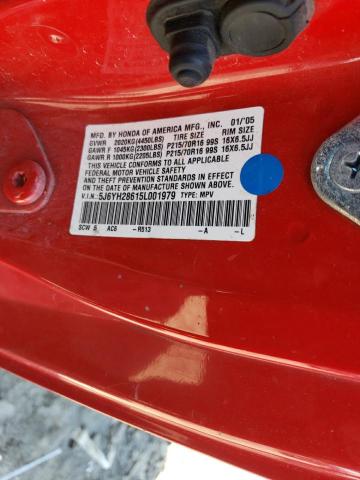 MFD. BY HONDA OF AMERICA MFG., INC. 01/'05
GVWR 2020KG(4450LBS) TIRE SIZE RIM SIZE
GAWR F 1045KG(2300LBS) P215/70R16 99S 16X6.5JJ
GAWR R 1000KG(2205LBS) P215/70R16 99S 16X6.5JJ
THIS VEHICLE CONFORMS TO ALL APPLICABLE
FEDERAL MOTOR VEHICLE SAFETY
AND THEFT PREVENTION STANDARDS IN EFFECT
ON THE DATE OF MANUFACTURE SHOWN ABOVE.
V.I.N.: 5J6YH28615L001979 TYPE: MPV
SCW 5 AC6 -R513 -A -L